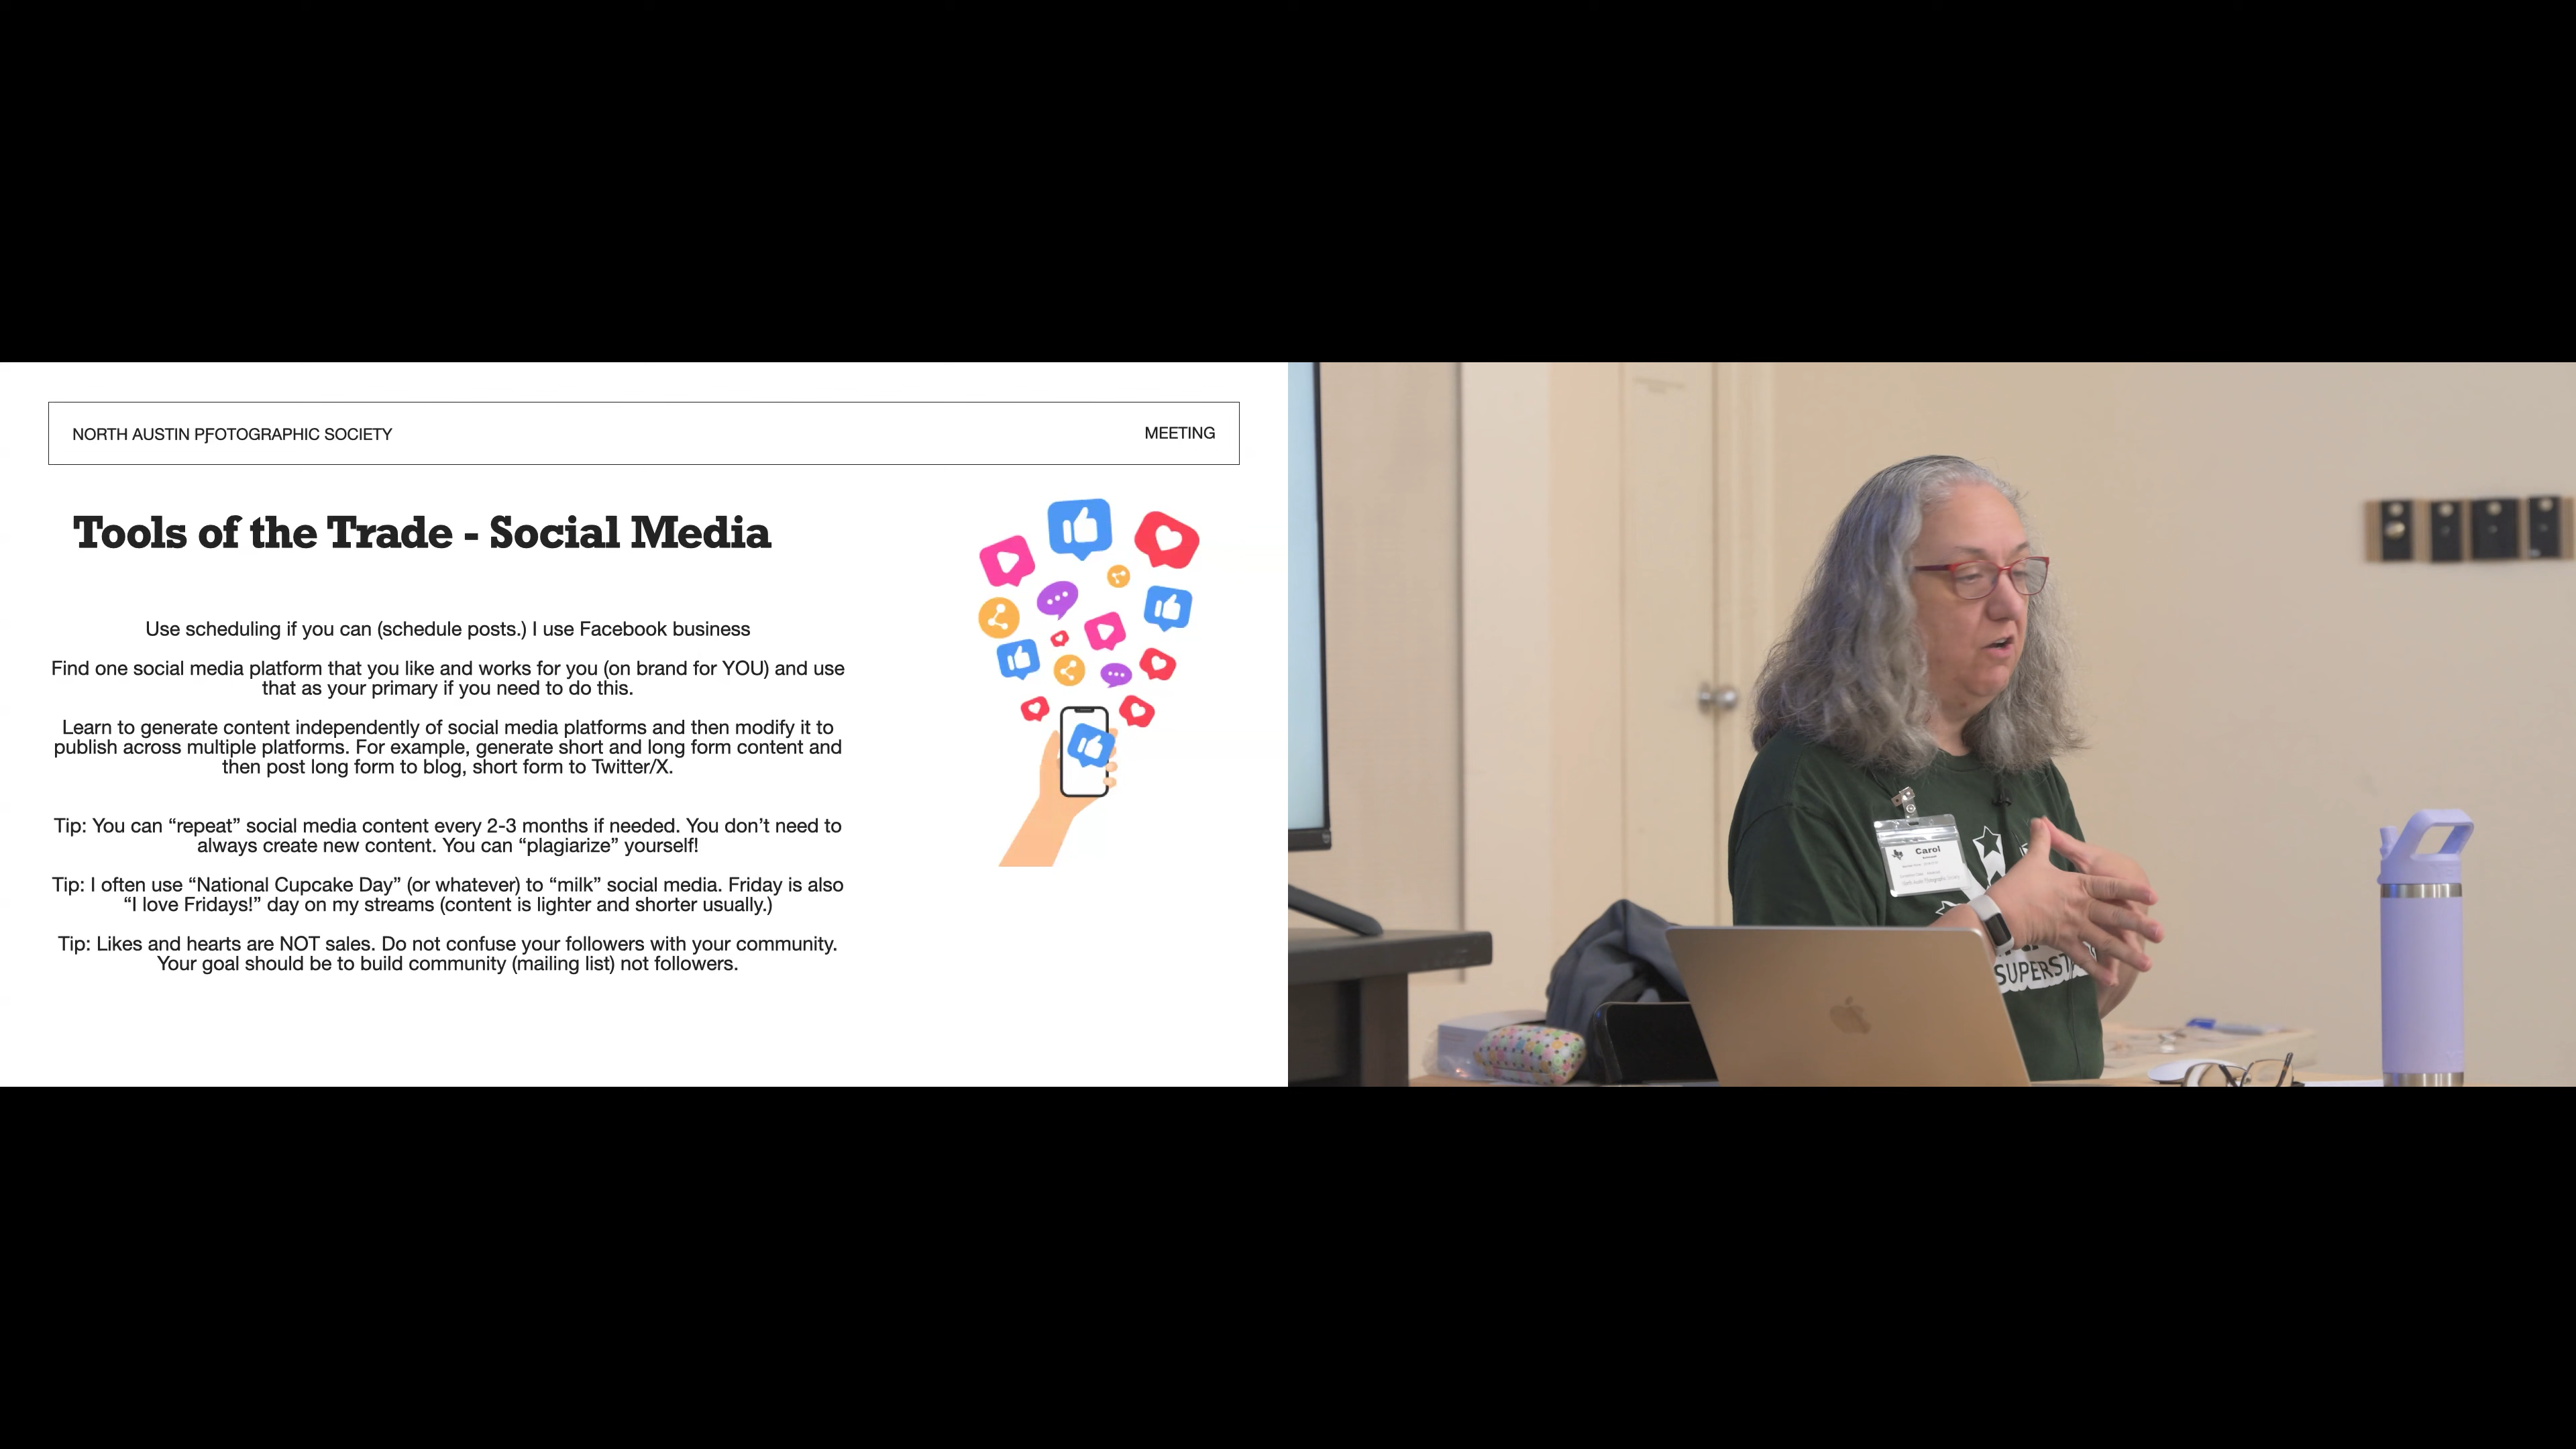 NORTH AUSTIN PƒOTOGRAPHIC SOCIETY
MEETING
Tools of the Trade - Social Media
Use scheduling if you can (schedule posts.) I use Facebook business
Find one social media platform that you like and works for you (on brand for YOU) and use
that as your primary if you need to do this.
Learn to generate content independently of social media platforms and then modify it to
publish across multiple platforms. For example, generate short and long form content and
then post long form to blog, short form to Twitter/X.
Tip: You can “repeat” social media content every 2-3 months if needed. You don’t need to
always create new content. You can “plagiarize” yourself!
Tip: I often use “National Cupcake Day” (or whatever) to “milk” social media. Friday is also
“I love Fridays!” day on my streams (content is lighter and shorter usually.)
Tip: Likes and hearts are NOT sales. Do not confuse your followers with your community.
Your goal should be to build community (mailing list) not followers.
Carol